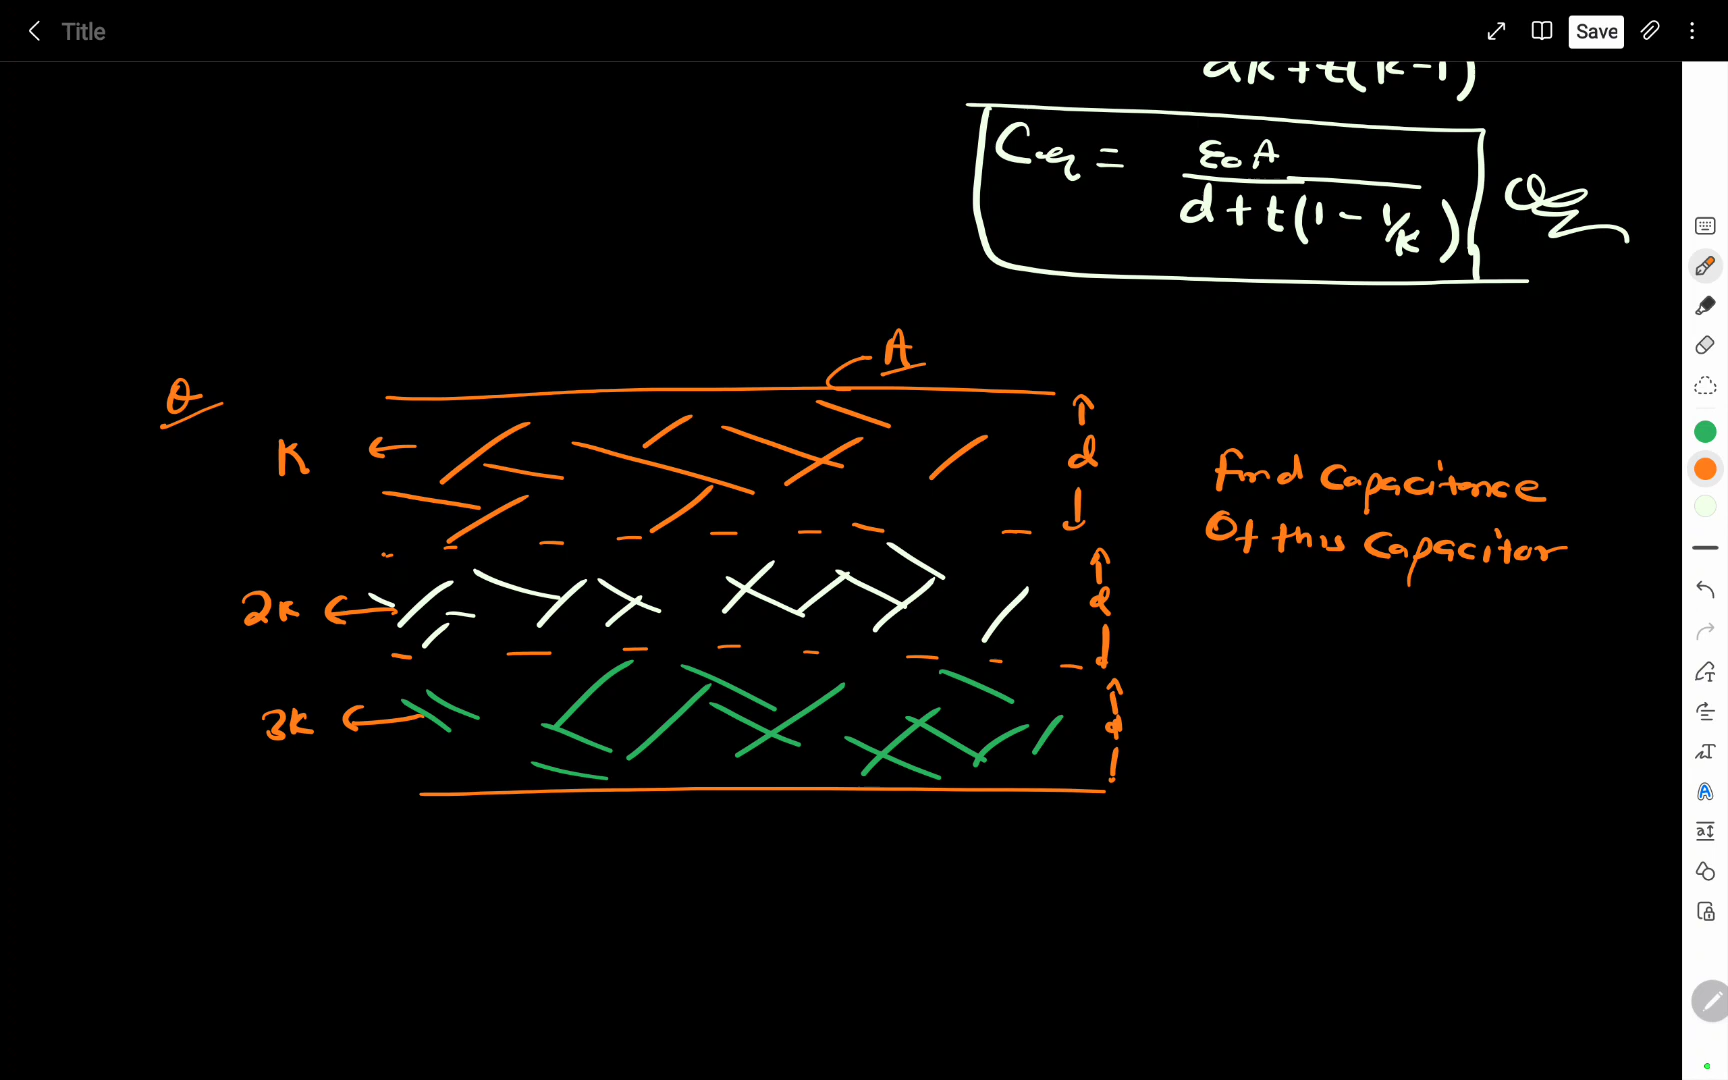 Title
Save
dk+t(k-1)
Ceq = ε₀A
d+t(1-1/K)
A
Q
K
d
find Capacitance
Of this Capacitor
2K
d
3K
d